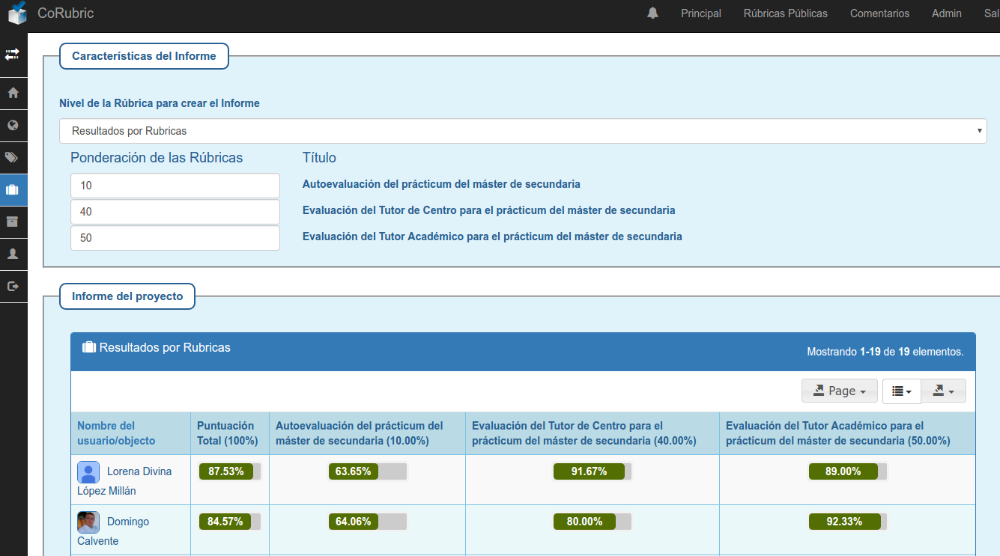 CoRubric
Principal
Rúbricas Públicas
Comentarios
Admin
Sal
Características del Informe
Nivel de la Rúbrica para crear el Informe
Resultados por Rubricas
Ponderación de las Rúbricas
Título
10
Autoevaluación del prácticum del máster de secundaria
40
Evaluación del Tutor de Centro para el prácticum del máster de secundaria
50
Evaluación del Tutor Académico para el prácticum del máster de secundaria
Informe del proyecto
Resultados por Rubricas
Mostrando 1-19 de 19 elementos.
Page
Nombre del
usuario/objecto
Puntuación
Total (100%)
Autoevaluación del prácticum del
máster de secundaria (10.00%)
Evaluación del Tutor de Centro para el
prácticum del máster de secundaria (40.00%)
Evaluación del Tutor Académico para el
prácticum del máster de secundaria (50.00%)
Lorena Divina
López Millán
87.53%
63.65%
91.67%
89.00%
Domingo
Calvente
84.57%
64.06%
80.00%
92.33%